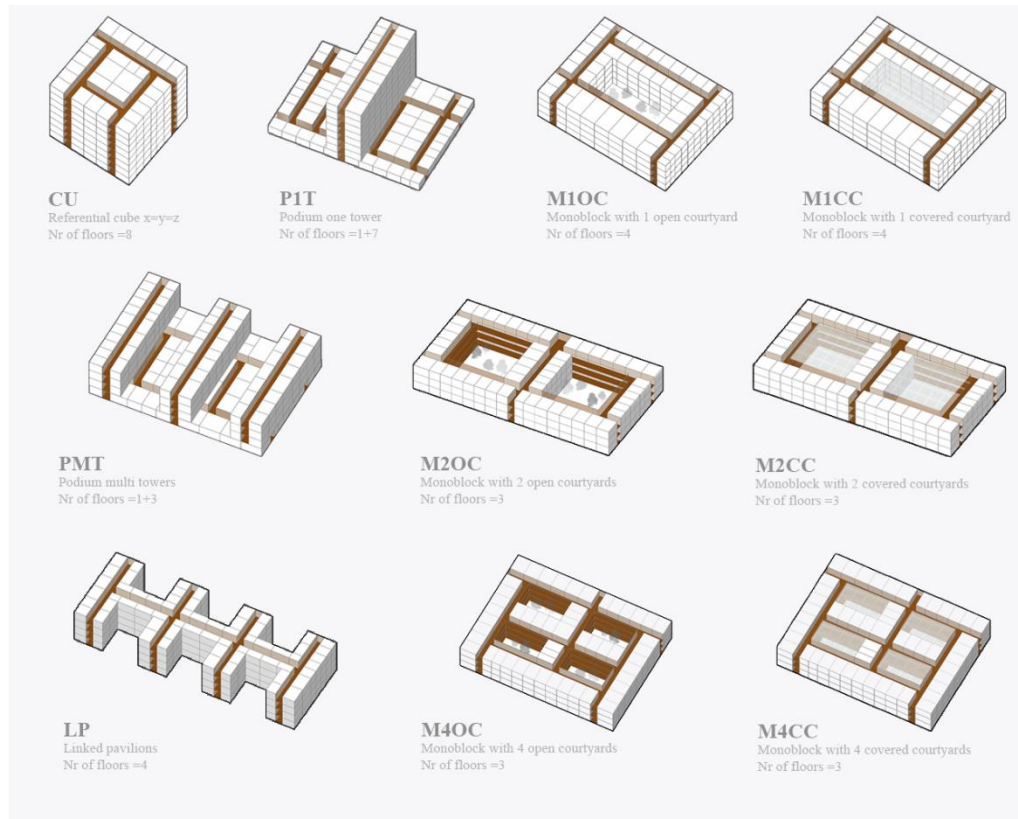 CU
Referential cube x=y=z
Nr of floors =8
P1T
Podium one tower
Nr of floors =1+7
M1OC
Monoblock with 1 open courtyard
Nr of floors =4
M1CC
Monoblock with 1 covered courtyard
Nr of floors =4
PMT
Podium multi towers
Nr of floors =1+3
M2OC
Monoblock with 2 open courtyards
Nr of floors =3
M2CC
Monoblock with 2 covered courtyards
Nr of floors =3
LP
Linked pavilions
Nr of floors =4
M4OC
Monoblock with 4 open courtyards
Nr of floors =3
M4CC
Monoblock with 4 covered courtyards
Nr of floors =3